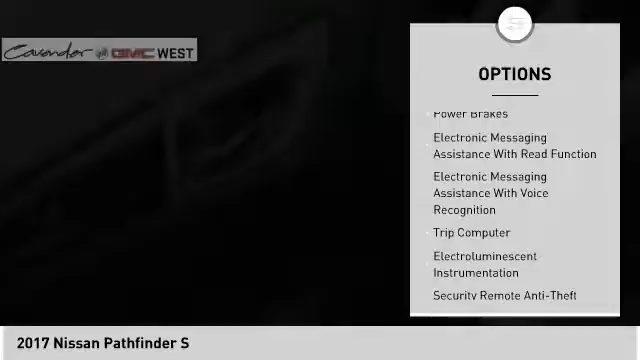 Cavender GMC WEST
OPTIONS
Power Brakes
Electronic Messaging
Assistance With Read Function
Electronic Messaging
Assistance With Voice
Recognition
Trip Computer
Electroluminescent
Instrumentation
Security Remote Anti-Theft
2017 Nissan Pathfinder S